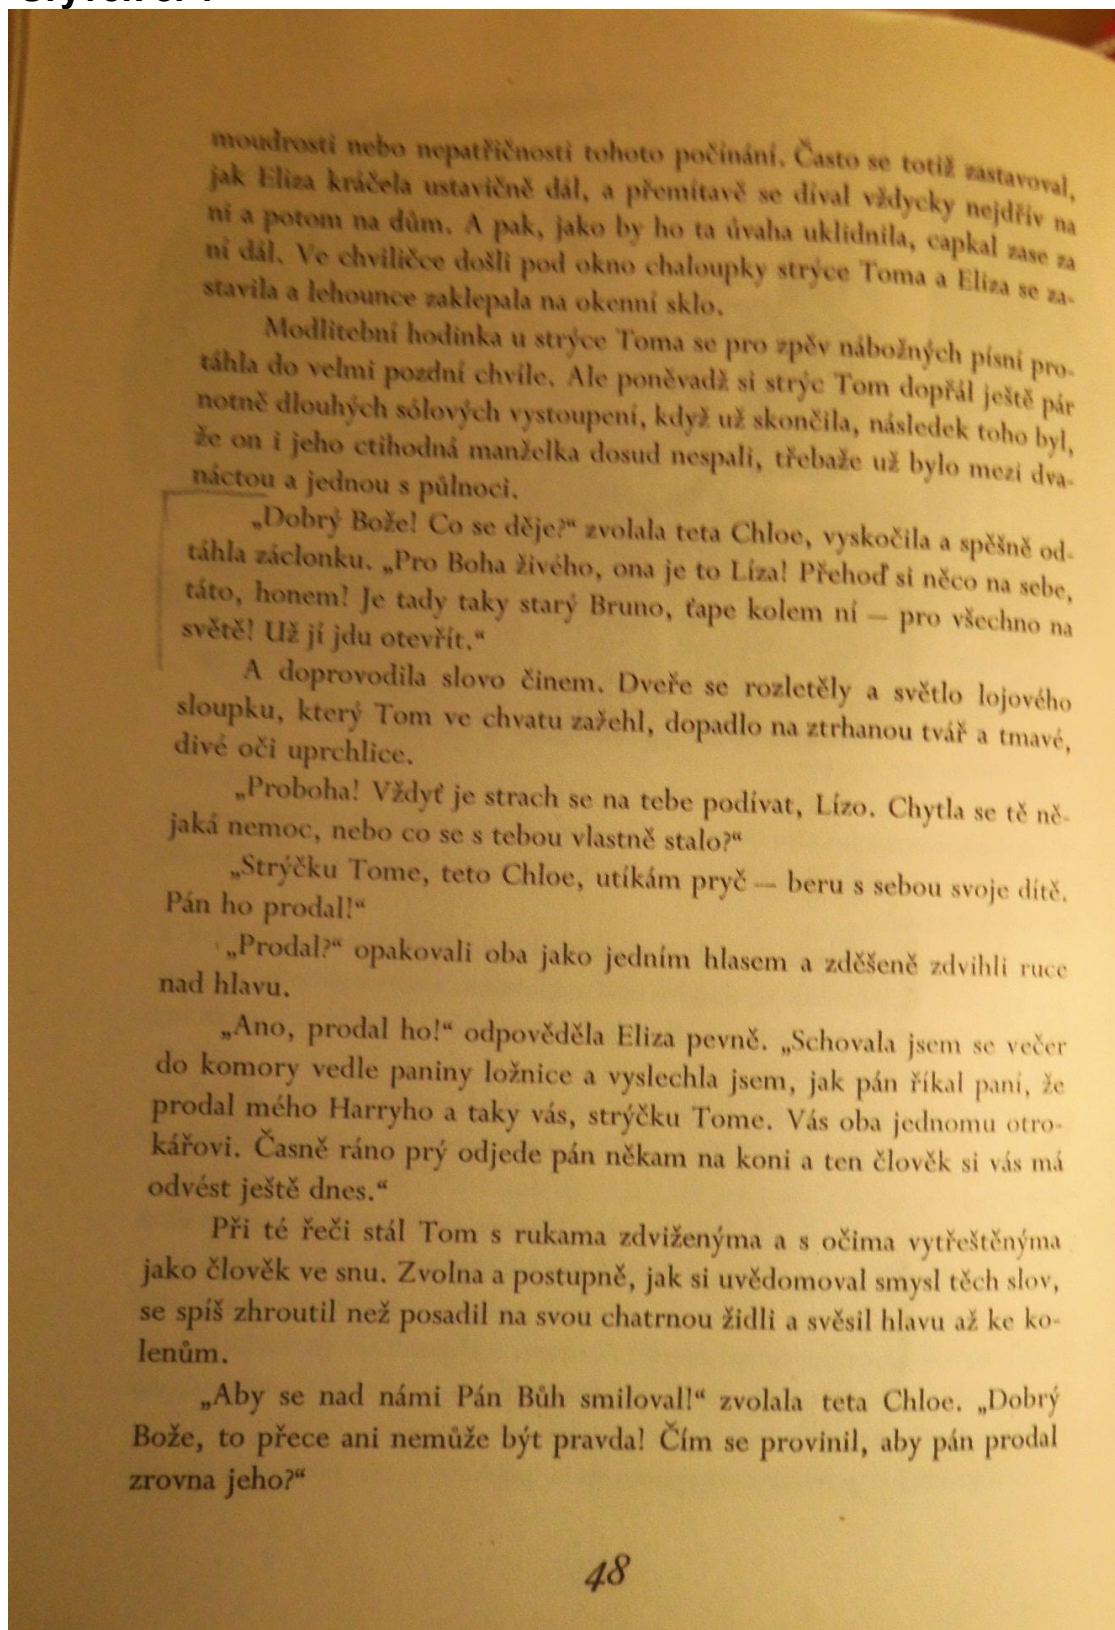 moudrosti nebo nepatřičnosti tohoto počínání. Často se totiž zastavoval,
jak Eliza kráčela ustavičně dál, a přemítavě se díval vždycky nejdřív na
ni a potom na dům. A pak, jako by ho ta úvaha uklidnila, capkal zase za
ní dál. Ve chviličce došli pod okno chaloupky strýce Toma a Eliza se za-
stavila a lehounce zaklepala na okenní sklo.
Modlitební hodinka u strýce Toma se pro zpěv nábožných písní pro-
táhla do velmi pozdní chvíle. Ale poněvadž si strýc Tom dopřál ještě pár
notně dlouhých sólových vystoupení, když už skončila, následek toho byl,
že on i jeho ctihodná manželka dosud nespali, třebaže už bylo mezi dva-
náctou a jednou s půlnoci.
„Dobrý Bože! Co se děje?“ zvolala teta Chloe, vyskočila a spěšně od-
táhla záclonku. „Pro Boha živého, ona je to Líza! Přehoď si něco na sebe,
táto, honem! Je tady taky starý Bruno, ťape kolem ní — pro všechno na
světě! Už jí jdu otevřít.“
A doprovodila slovo činem. Dveře se rozletěly a světlo lojového
sloupku, který Tom ve chvatu zažehl, dopadlo na ztrhanou tvář a tmavé,
divé oči uprchlice.
„Proboha! Vždyť je strach se na tebe podívat, Lízo. Chytla se tě ně-
jaká nemoc, nebo co se s tebou vlastně stalo?“
„Strýčku Tome, teto Chloe, utíkám pryč — beru s sebou svoje dítě.
Pán ho prodal!“
„Prodal?“ opakovali oba jako jedním hlasem a zděšeně zdvihli ruce
nad hlavu.
„Ano, prodal ho!“ odpověděla Eliza pevně. „Schovala jsem se večer
do komory vedle paniny ložnice a vyslechla jsem, jak pán říkal paní, že
prodal mého Harryho a taky vás, strýčku Tome. Vás oba jednomu otro-
kářovi. Časně ráno prý odjede pán někam na koni a ten člověk si vás má
odvést ještě dnes.“
Při té řeči stál Tom s rukama zdviženýma a s očima vytřeštěnýma
jako člověk ve snu. Zvolna a postupně, jak si uvědomoval smysl těch slov,
se spíš zhroutil než posadil na svou chatrnou židli a svěsil hlavu až ke ko-
lenům.
„Aby se nad námi Pán Bůh smiloval!“ zvolala teta Chloe. „Dobrý
Bože, to přece ani nemůže být pravda! Čím se provinil, aby pán prodal
zrovna jeho?“
48